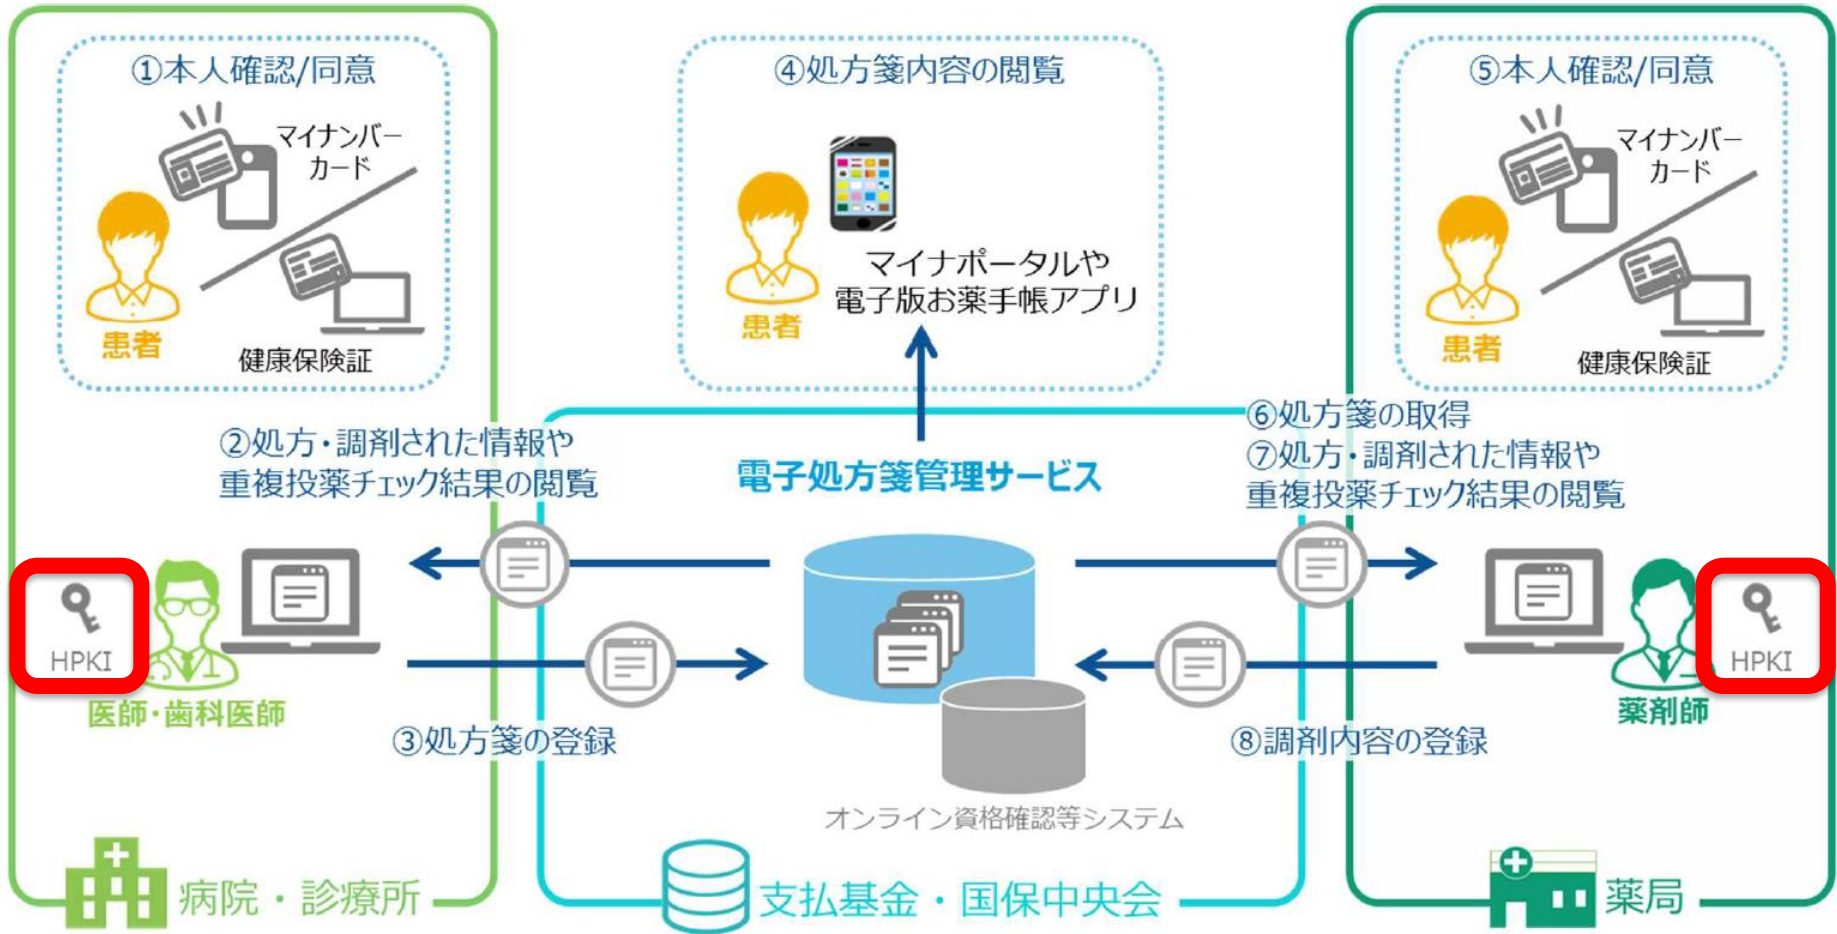 ①本人確認/同意
マイナンバー
カード
患者
健康保険証
④処方箋内容の閲覧
マイナポータルや
電子版お薬手帳アプリ
患者
⑤本人確認/同意
マイナンバー
カード
患者
健康保険証
②処方・調剤された情報や
重複投薬チェック結果の閲覧
電子処方箋管理サービス
⑥処方箋の取得
⑦処方・調剤された情報や
重複投薬チェック結果の閲覧
HPKI
医師・歯科医師
③処方箋の登録
オンライン資格確認等システム
⑧調剤内容の登録
HPKI
薬剤師
病院・診療所
支払基金・国保中央会
薬局